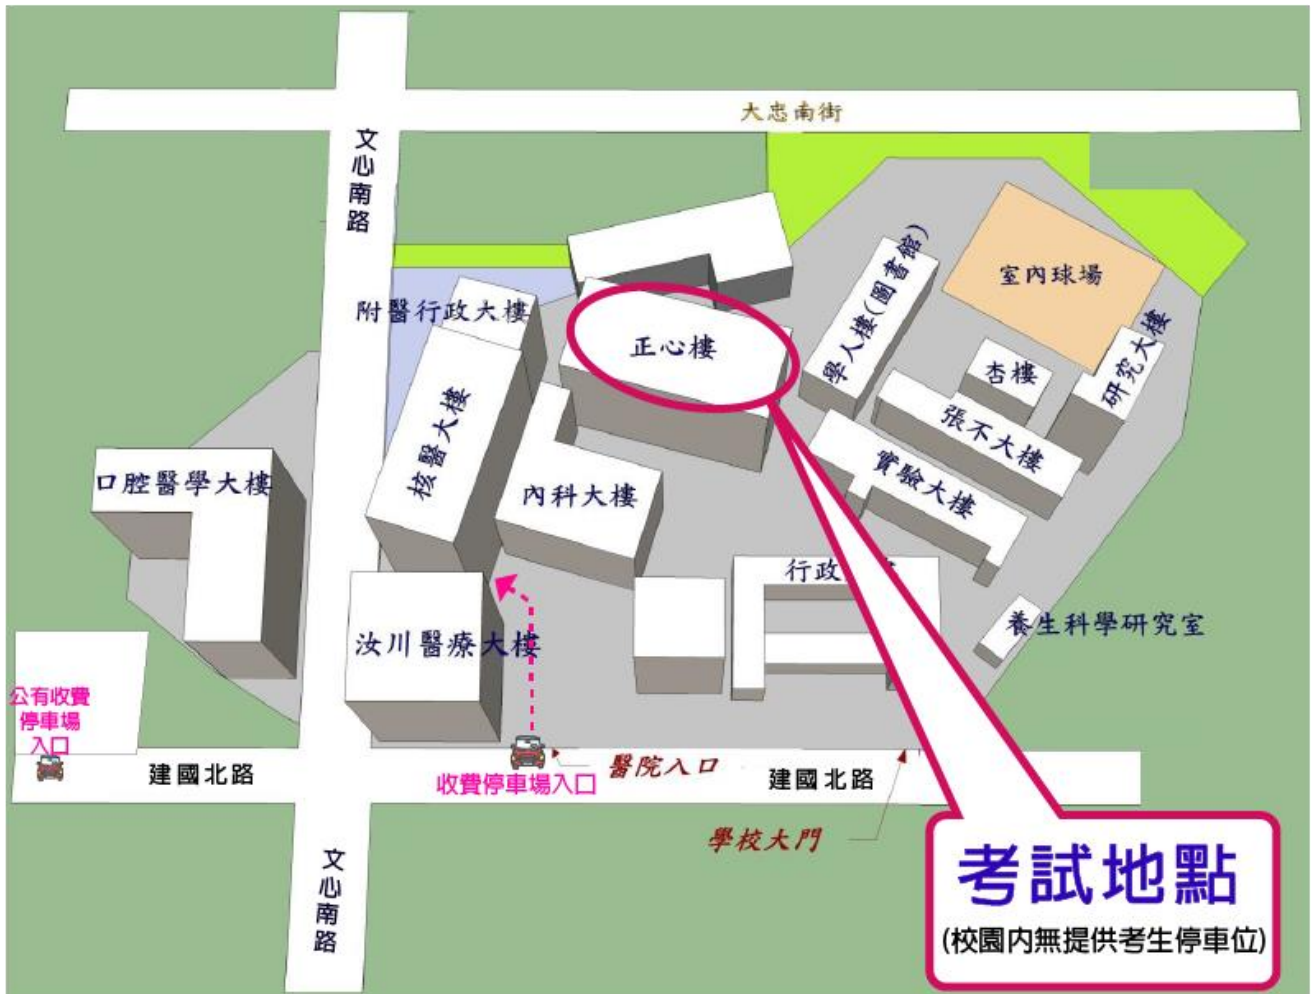 大忠南街
文心南路
室內球場
學人樓(圖書館)
附醫行政大樓
正心樓
研究大樓
杏樓
張不大樓
核醫大樓
實驗大樓
口腔醫學大樓
內科大樓
行政
養生科學研究室
汝川醫療大樓
公有收費
停車場
入口
建國北路
收費停車場入口
醫院入口
建國北路
學校大門
文心南路
考試地點
(校園內無提供考生停車位)